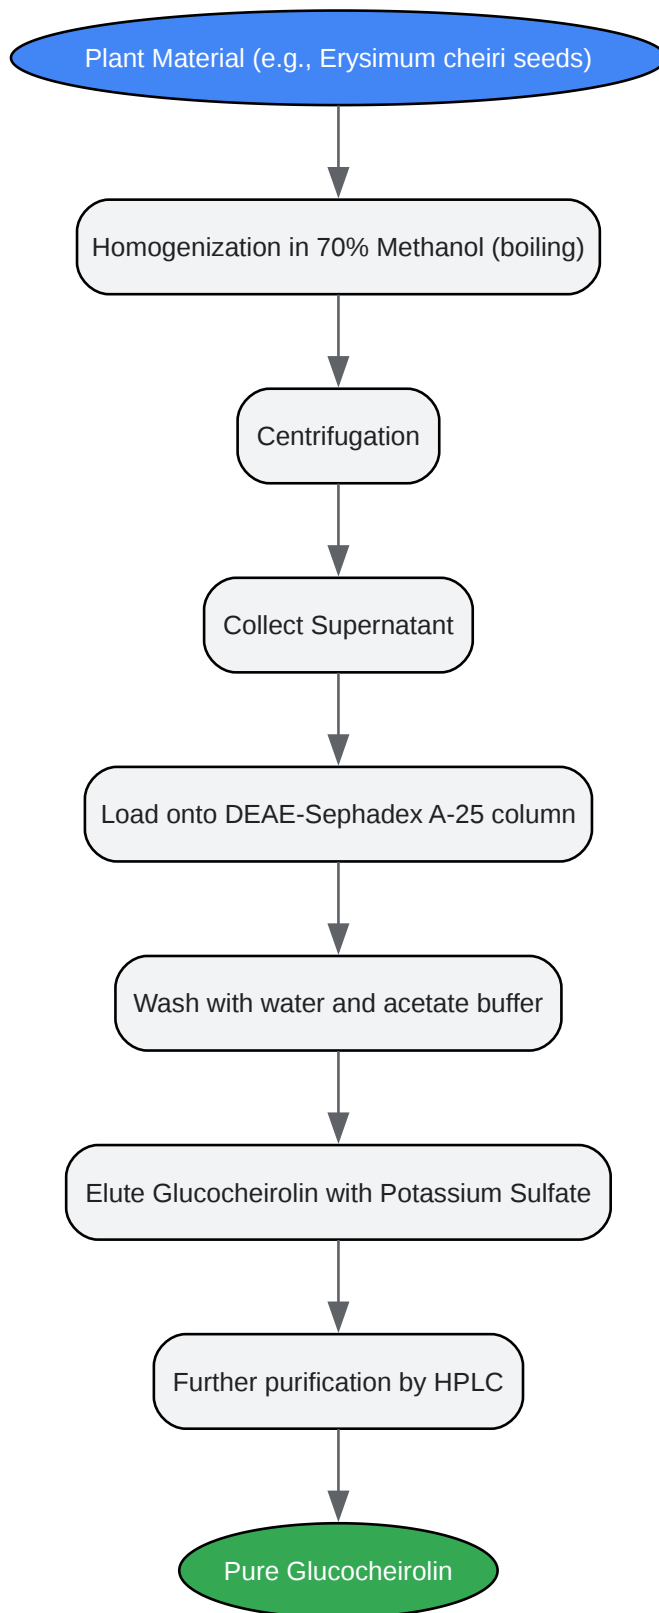 Plant Material (e.g., Erysimum cheiri seeds)
Homogenization in 70% Methanol (boiling)
Centrifugation
Collect Supernatant
Load onto DEAE-Sephadex A-25 column
Wash with water and acetate buffer
Elute Glucocheirolin with Potassium Sulfate
Further purification by HPLC
Pure Glucocheirolin